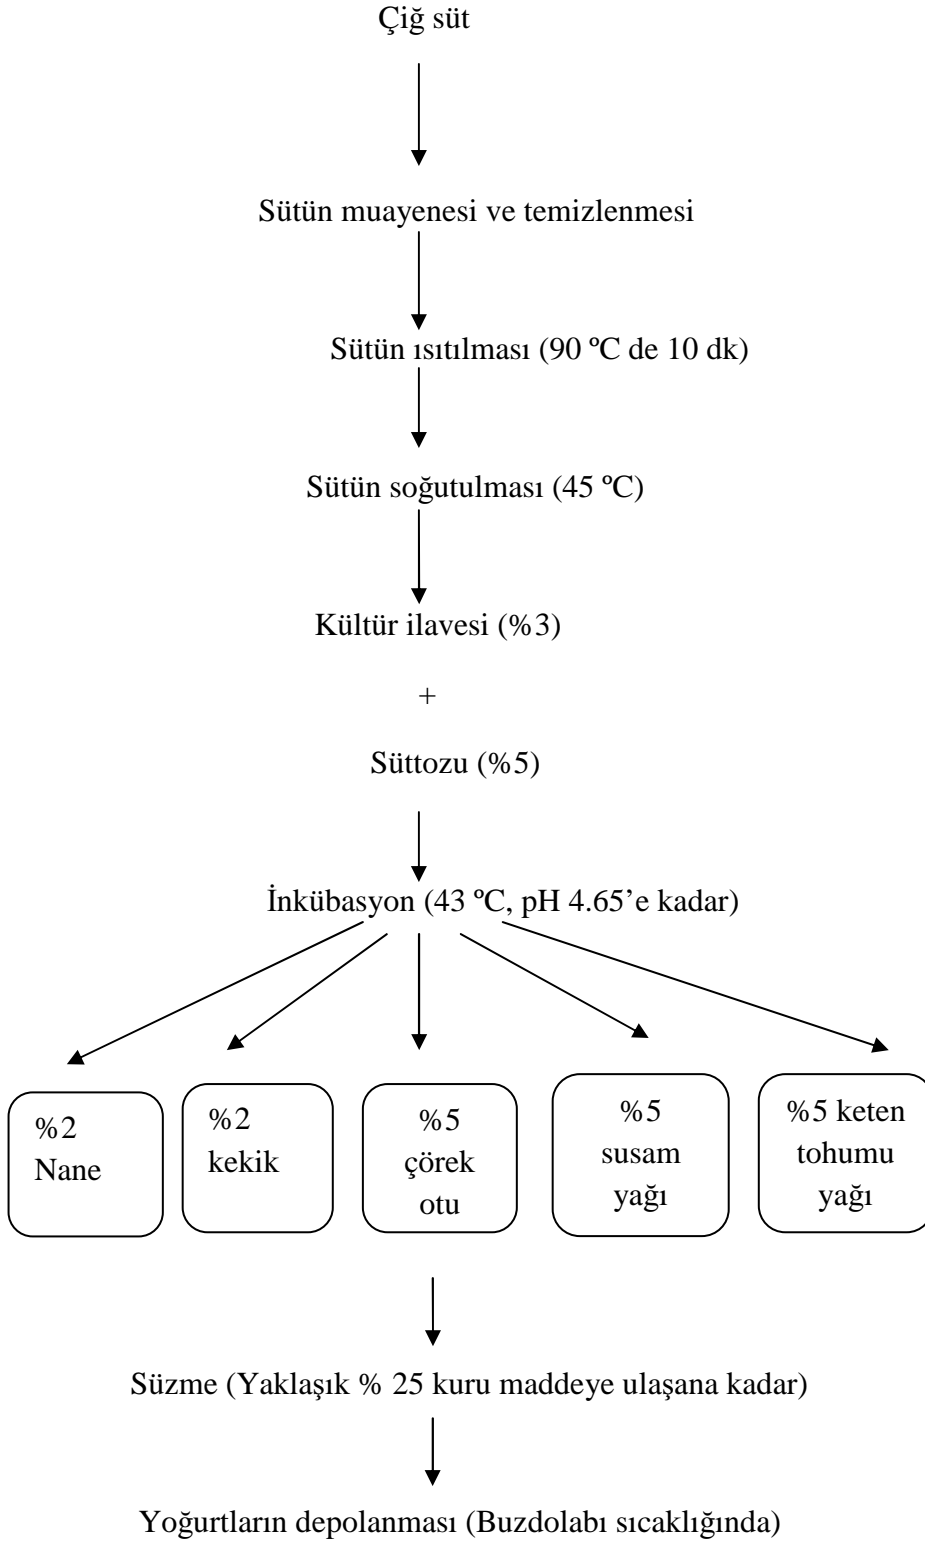 Çiğ süt
Sütün muayenesi ve temizlenmesi
Sütün ısıtılması (90 ºC de 10 dk)
Sütün soğutulması (45 ºC)
Kültür ilavesi (%3)
+
Süttozu (%5)
İnkübasyon (43 ºC, pH 4.65’e kadar)
%2
Nane
%2
kekik
%5
çörek
otu
%5
susam
yağı
%5 keten
tohumu
yağı
Süzme (Yaklaşık % 25 kuru maddeye ulaşana kadar)
Yoğurtların depolanması (Buzdolabı sıcaklığında)